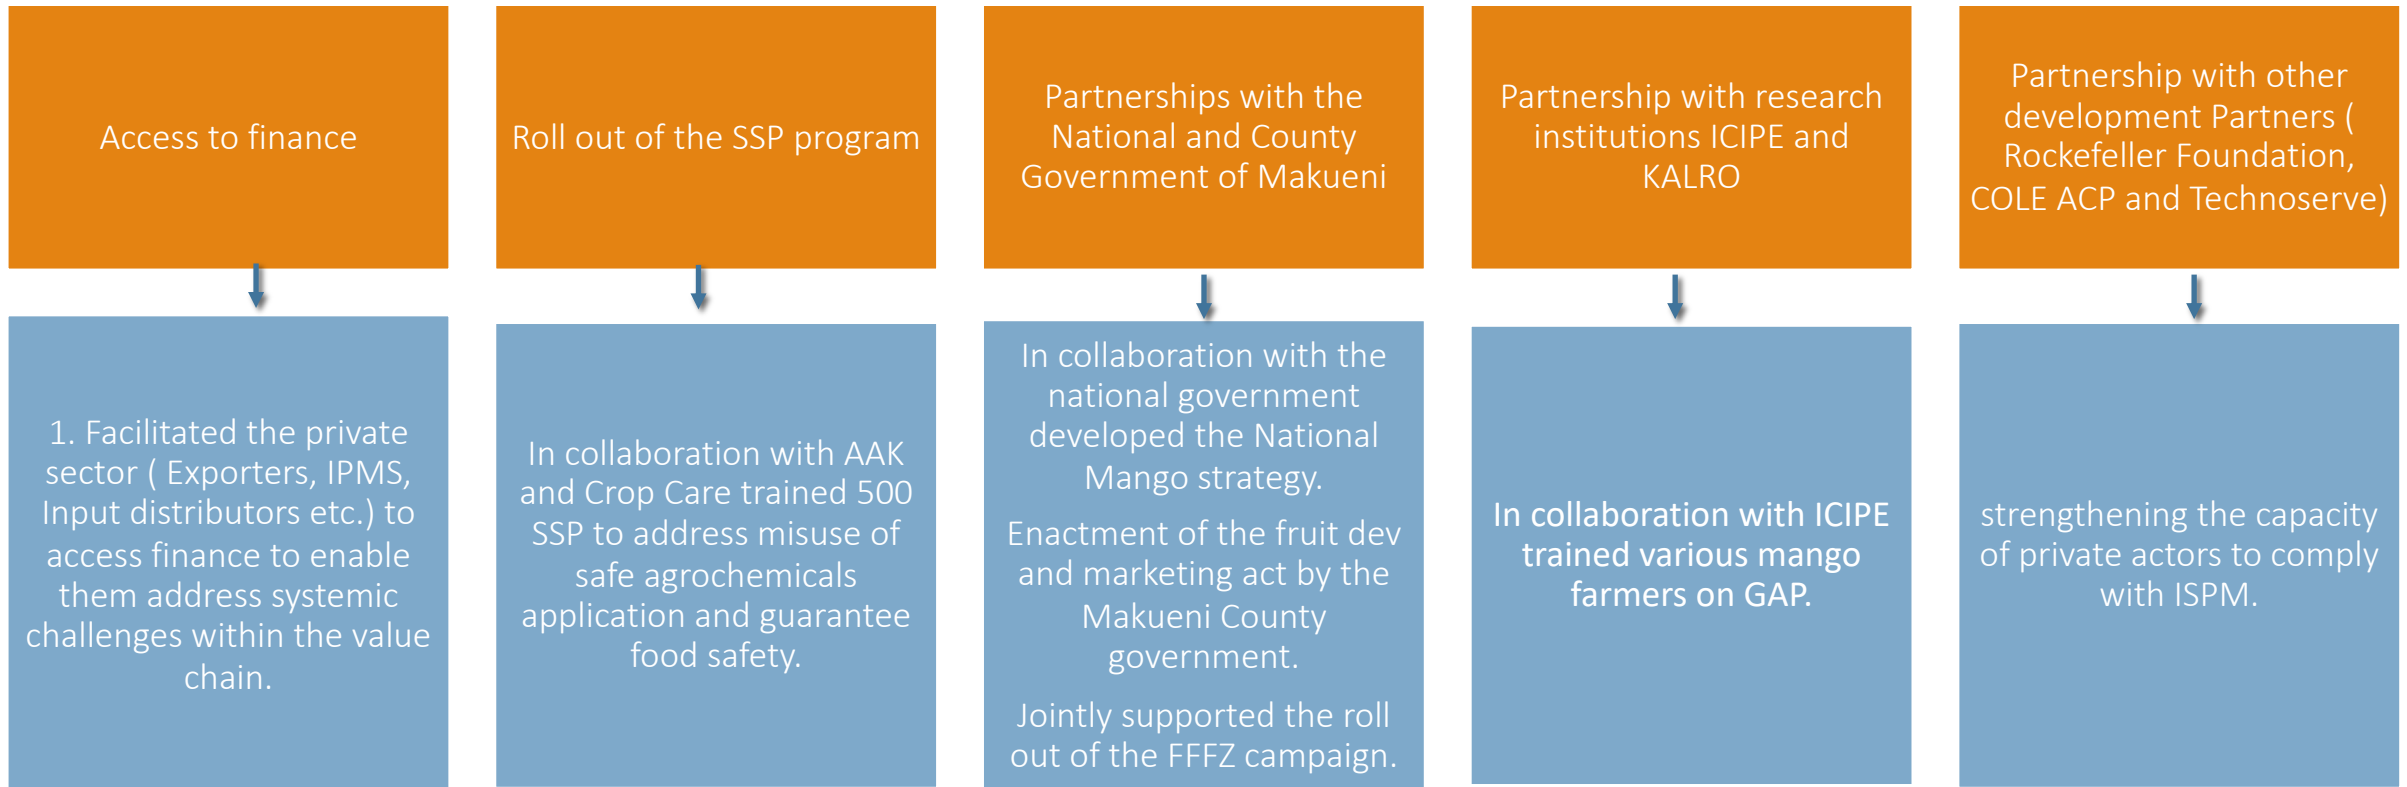 Access to finance
Roll out of the SSP program
Partnerships with the
National and County
Government of Makueni
Partnership with research
institutions ICIPE and
KALRO
Partnership with other
development Partners (
Rockefeller Foundation,
COLE ACP and Technoserve)
1. Facilitated the private
sector ( Exporters, IPMS,
Input distributors etc.) to
access finance to enable
them address systemic
challenges within the value
chain.
In collaboration with AAK
and Crop Care trained 500
SSP to address misuse of
safe agrochemicals
application and guarantee
food safety.
In collaboration with the
national government
developed the National
Mango strategy.
Enactment of the fruit dev
and marketing act by the
Makueni County
government.
Jointly supported the roll
out of the FFFZ campaign.
In collaboration with ICIPE
trained various mango
farmers on GAP.
strengthening the capacity
of private actors to comply
with ISPM.